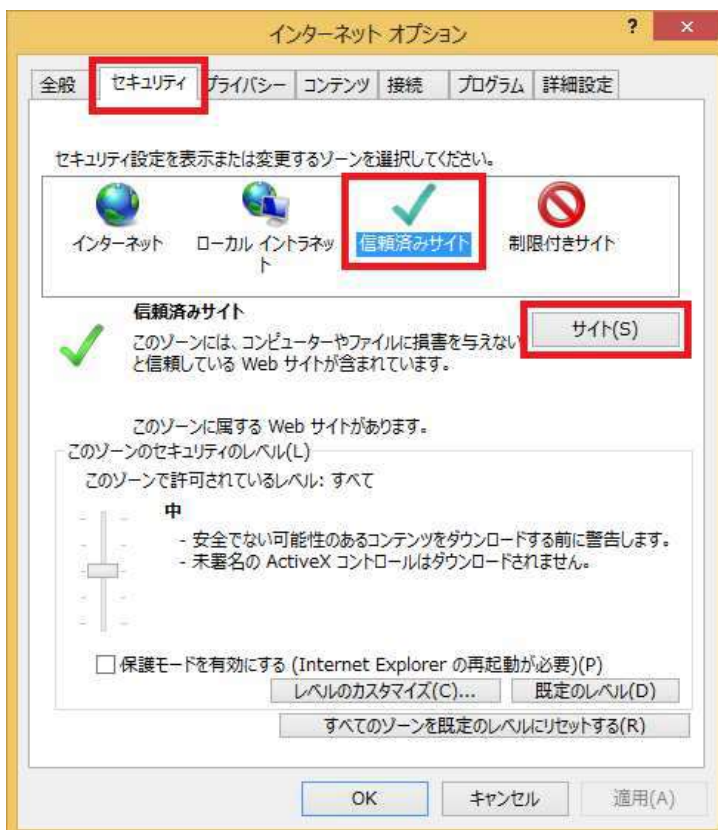 インターネット オプション
?
×
全般 セキュリティ プライバシー コンテンツ 接続 プログラム 詳細設定
セキュリティ設定を表示または変更するゾーンを選択してください。
インターネット
ローカル イントラネッ
ト
信頼済みサイト
制限付きサイト
信頼済みサイト
サイト(S)
このゾーンには、コンピューターやファイルに損害を与えない
と信頼している Web サイトが含まれています。
このゾーンに属する Web サイトがあります。
このゾーンのセキュリティのレベル(L)
このゾーンで許可されているレベル: すべて
中
- 安全でない可能性のあるコンテンツをダウンロードする前に警告します。
- 未署名の ActiveX コントロールはダウンロードされません。
保護モードを有効にする (Internet Explorer の再起動が必要)(P)
レベルのカスタマイズ(C)... 既定のレベル(D)
すべてのゾーンを既定のレベルにリセットする(R)
OK キャンセル 適用(A)